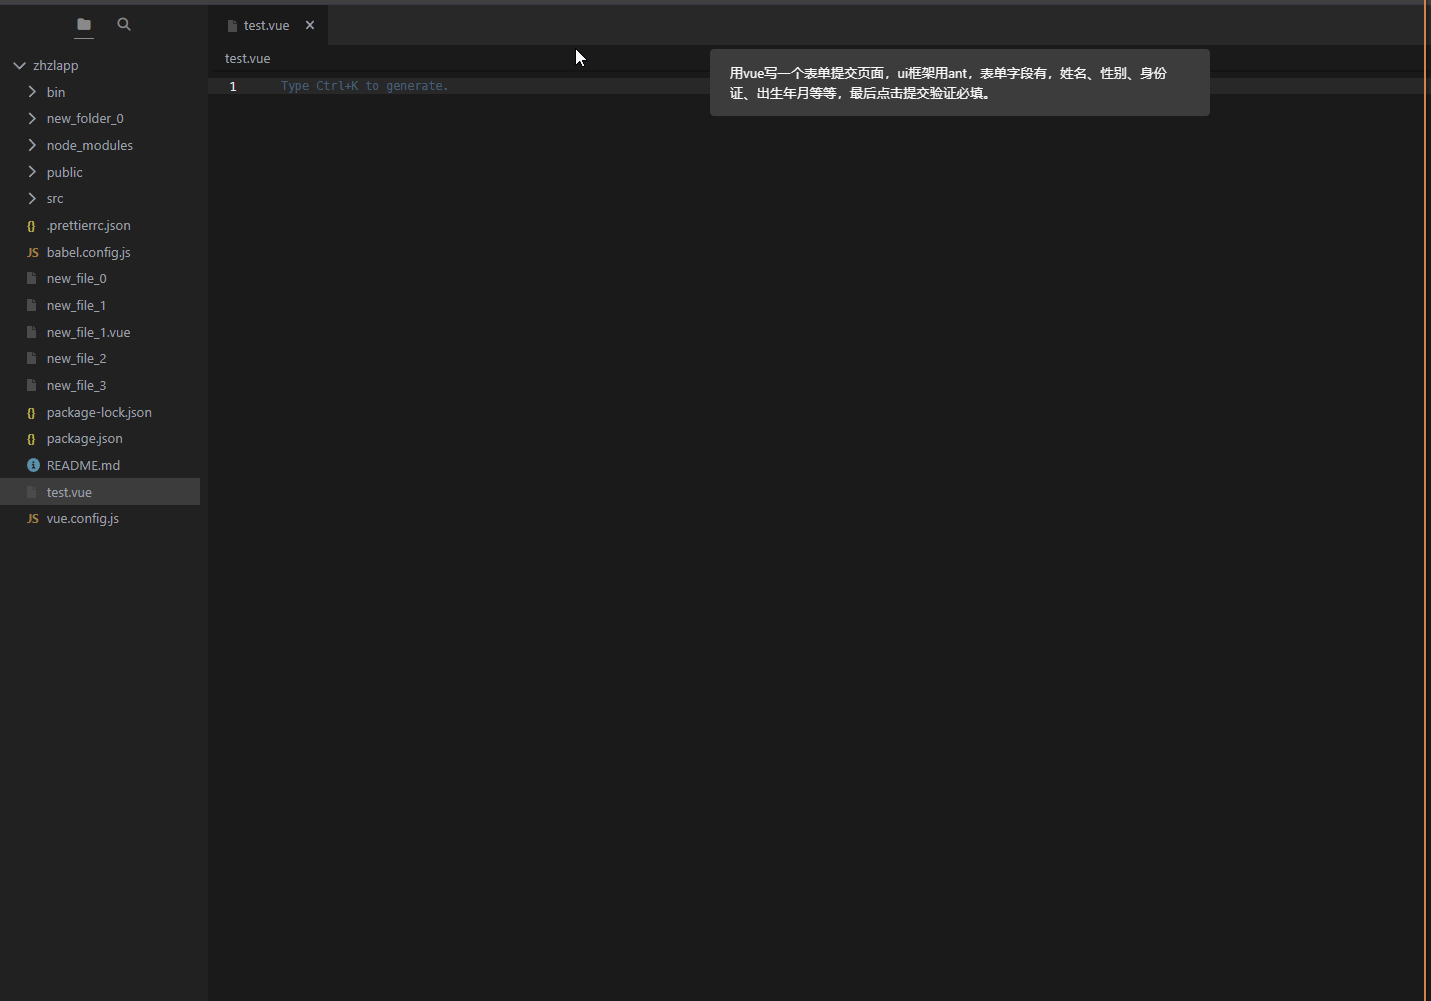 test.vue
zhzlapp
bin
new_folder_0
node_modules
public
src
{} .prettierrc.json
JS babel.config.js
new_file_0
new_file_1
new_file_1.vue
new_file_2
new_file_3
{} package-lock.json
{} package.json
README.md
test.vue
JS vue.config.js
test.vue
1 Type Ctrl+K to generate.
用vue写一个表单提交页面，ui框架用ant，表单字段有，姓名、性别、身份
证、出生年月等等，最后点击提交验证必填。